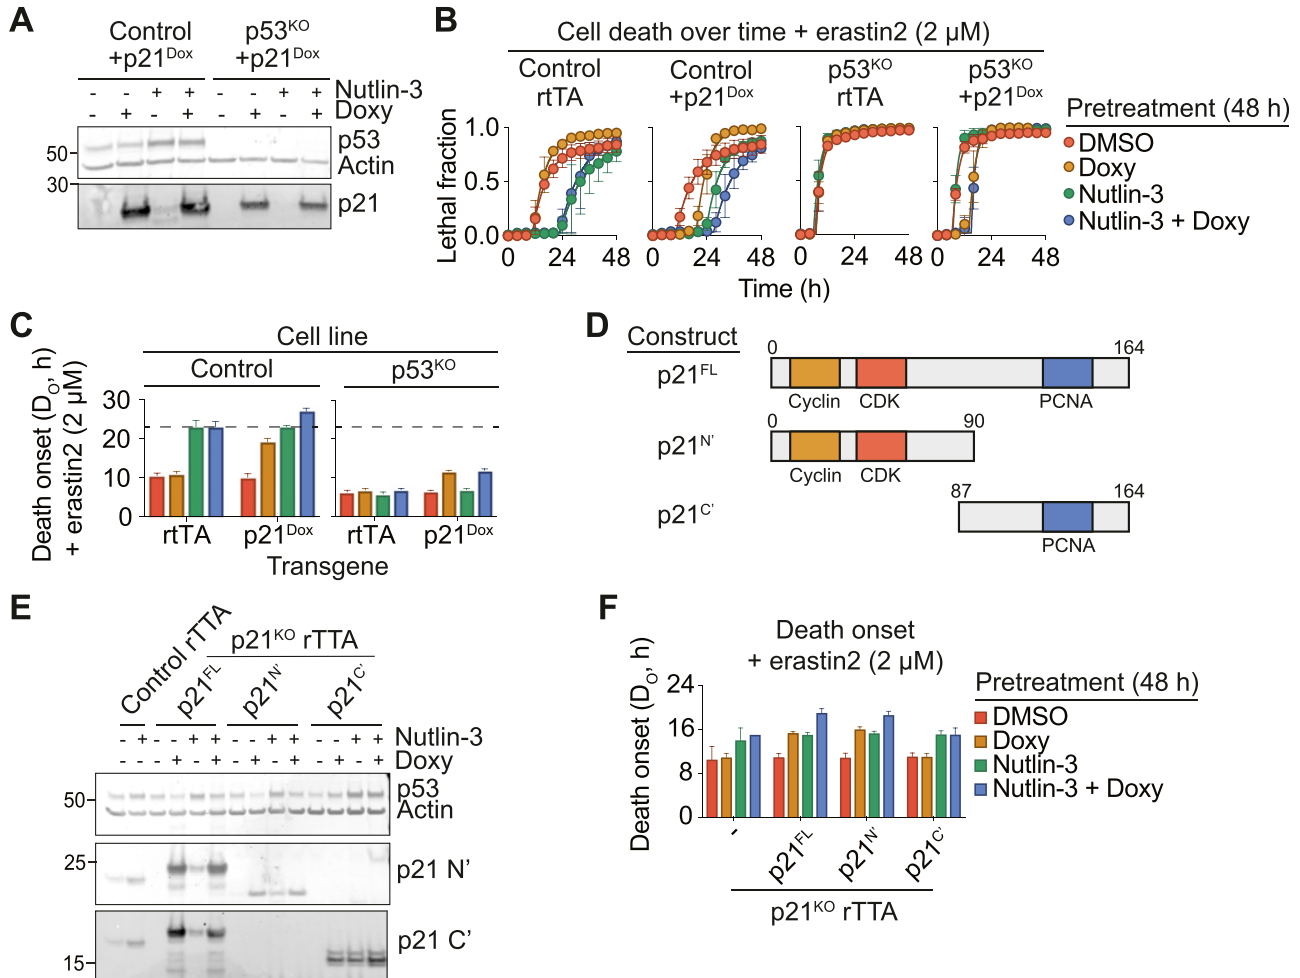 A
Control
+p21Dox
p53KO
+p21Dox
- - + + - - + + Nutlin-3
- + - + - + - + Doxy
p53
50
Actin
30
p21
B
Cell death over time + erastin2 (2 µM)
Control
rtTA
Control
+p21Dox
p53KO
rtTA
p53KO
+p21Dox
Lethal fraction
1.0
0.5
0.0
0 24 48
0 24 48
0 24 48
0 24 48
Time (h)
Pretreatment (48 h)
DMSO
Doxy
Nutlin-3
Nutlin-3 + Doxy
C
Cell line
Control
p53KO
Death onset (DO, h)
+ erastin2 (2 µM)
30
20
10
0
rtTA
p21Dox
rtTA
p21Dox
Transgene
D
Construct
0 164
p21FL
Cyclin CDK PCNA
0 90
p21N'
Cyclin CDK
87 164
p21C'
PCNA
E
Control rTTA
p21KO rTTA
p21FL
p21N'
p21C'
- + - - + + - - + + - - + + Nutlin-3
- - - + - + - + - + - + - + Doxy
p53
50
Actin
25
p21 N'
p21 C'
15
F
Death onset
+ erastin2 (2 µM)
Death onset (DO, h)
24
16
8
0
-
p21FL
p21N'
p21C'
p21KO rTTA
Pretreatment (48 h)
DMSO
Doxy
Nutlin-3
Nutlin-3 + Doxy